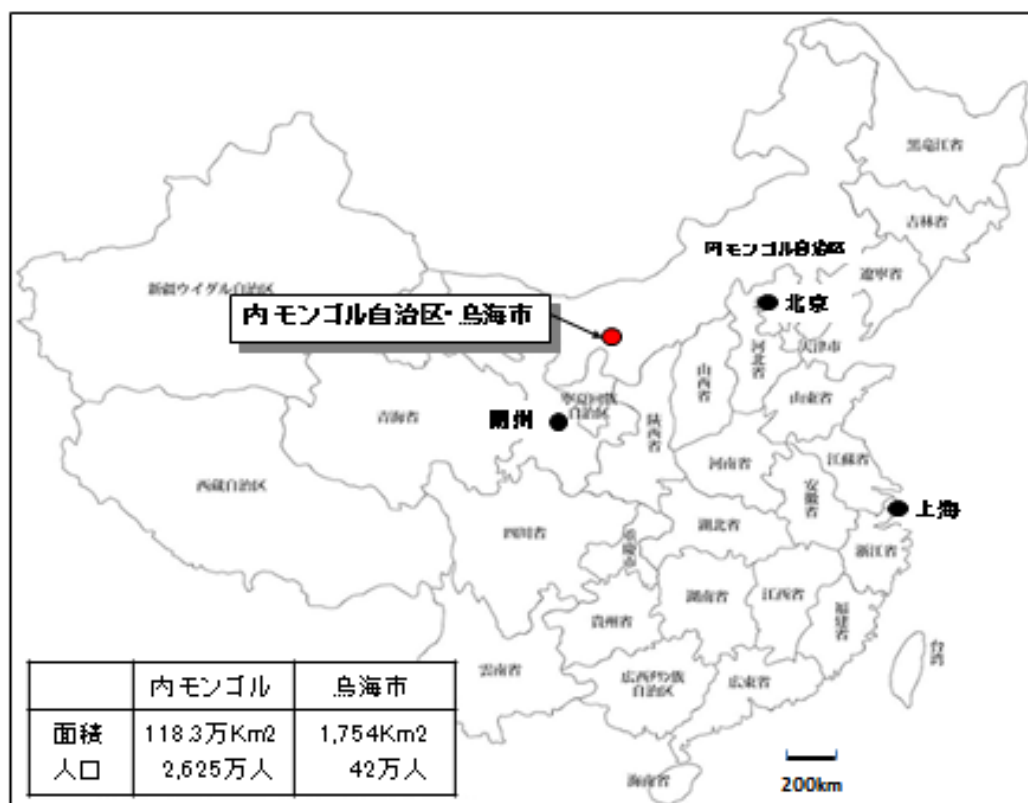 黒竜江省
吉林省
内モンゴル自治区
遼寧省
新疆ウイグル自治区
内モンゴル自治区・烏海市
北京
天津市
河北省
山西省
山東省
寧夏回族
自治区
青海省
蘭州
陝西省
河南省
江蘇省
西蔵自治区
安徽省
上海
四川省
重慶市
湖北省
浙江省
湖南省
江西省
貴州省
福建省
台湾
雲南省
広西チワン族
自治区
広東省
海南省
内モンゴル 烏海市
面積 118.3万Km2 1,754Km2
人口 2,625万人 42万人
200km